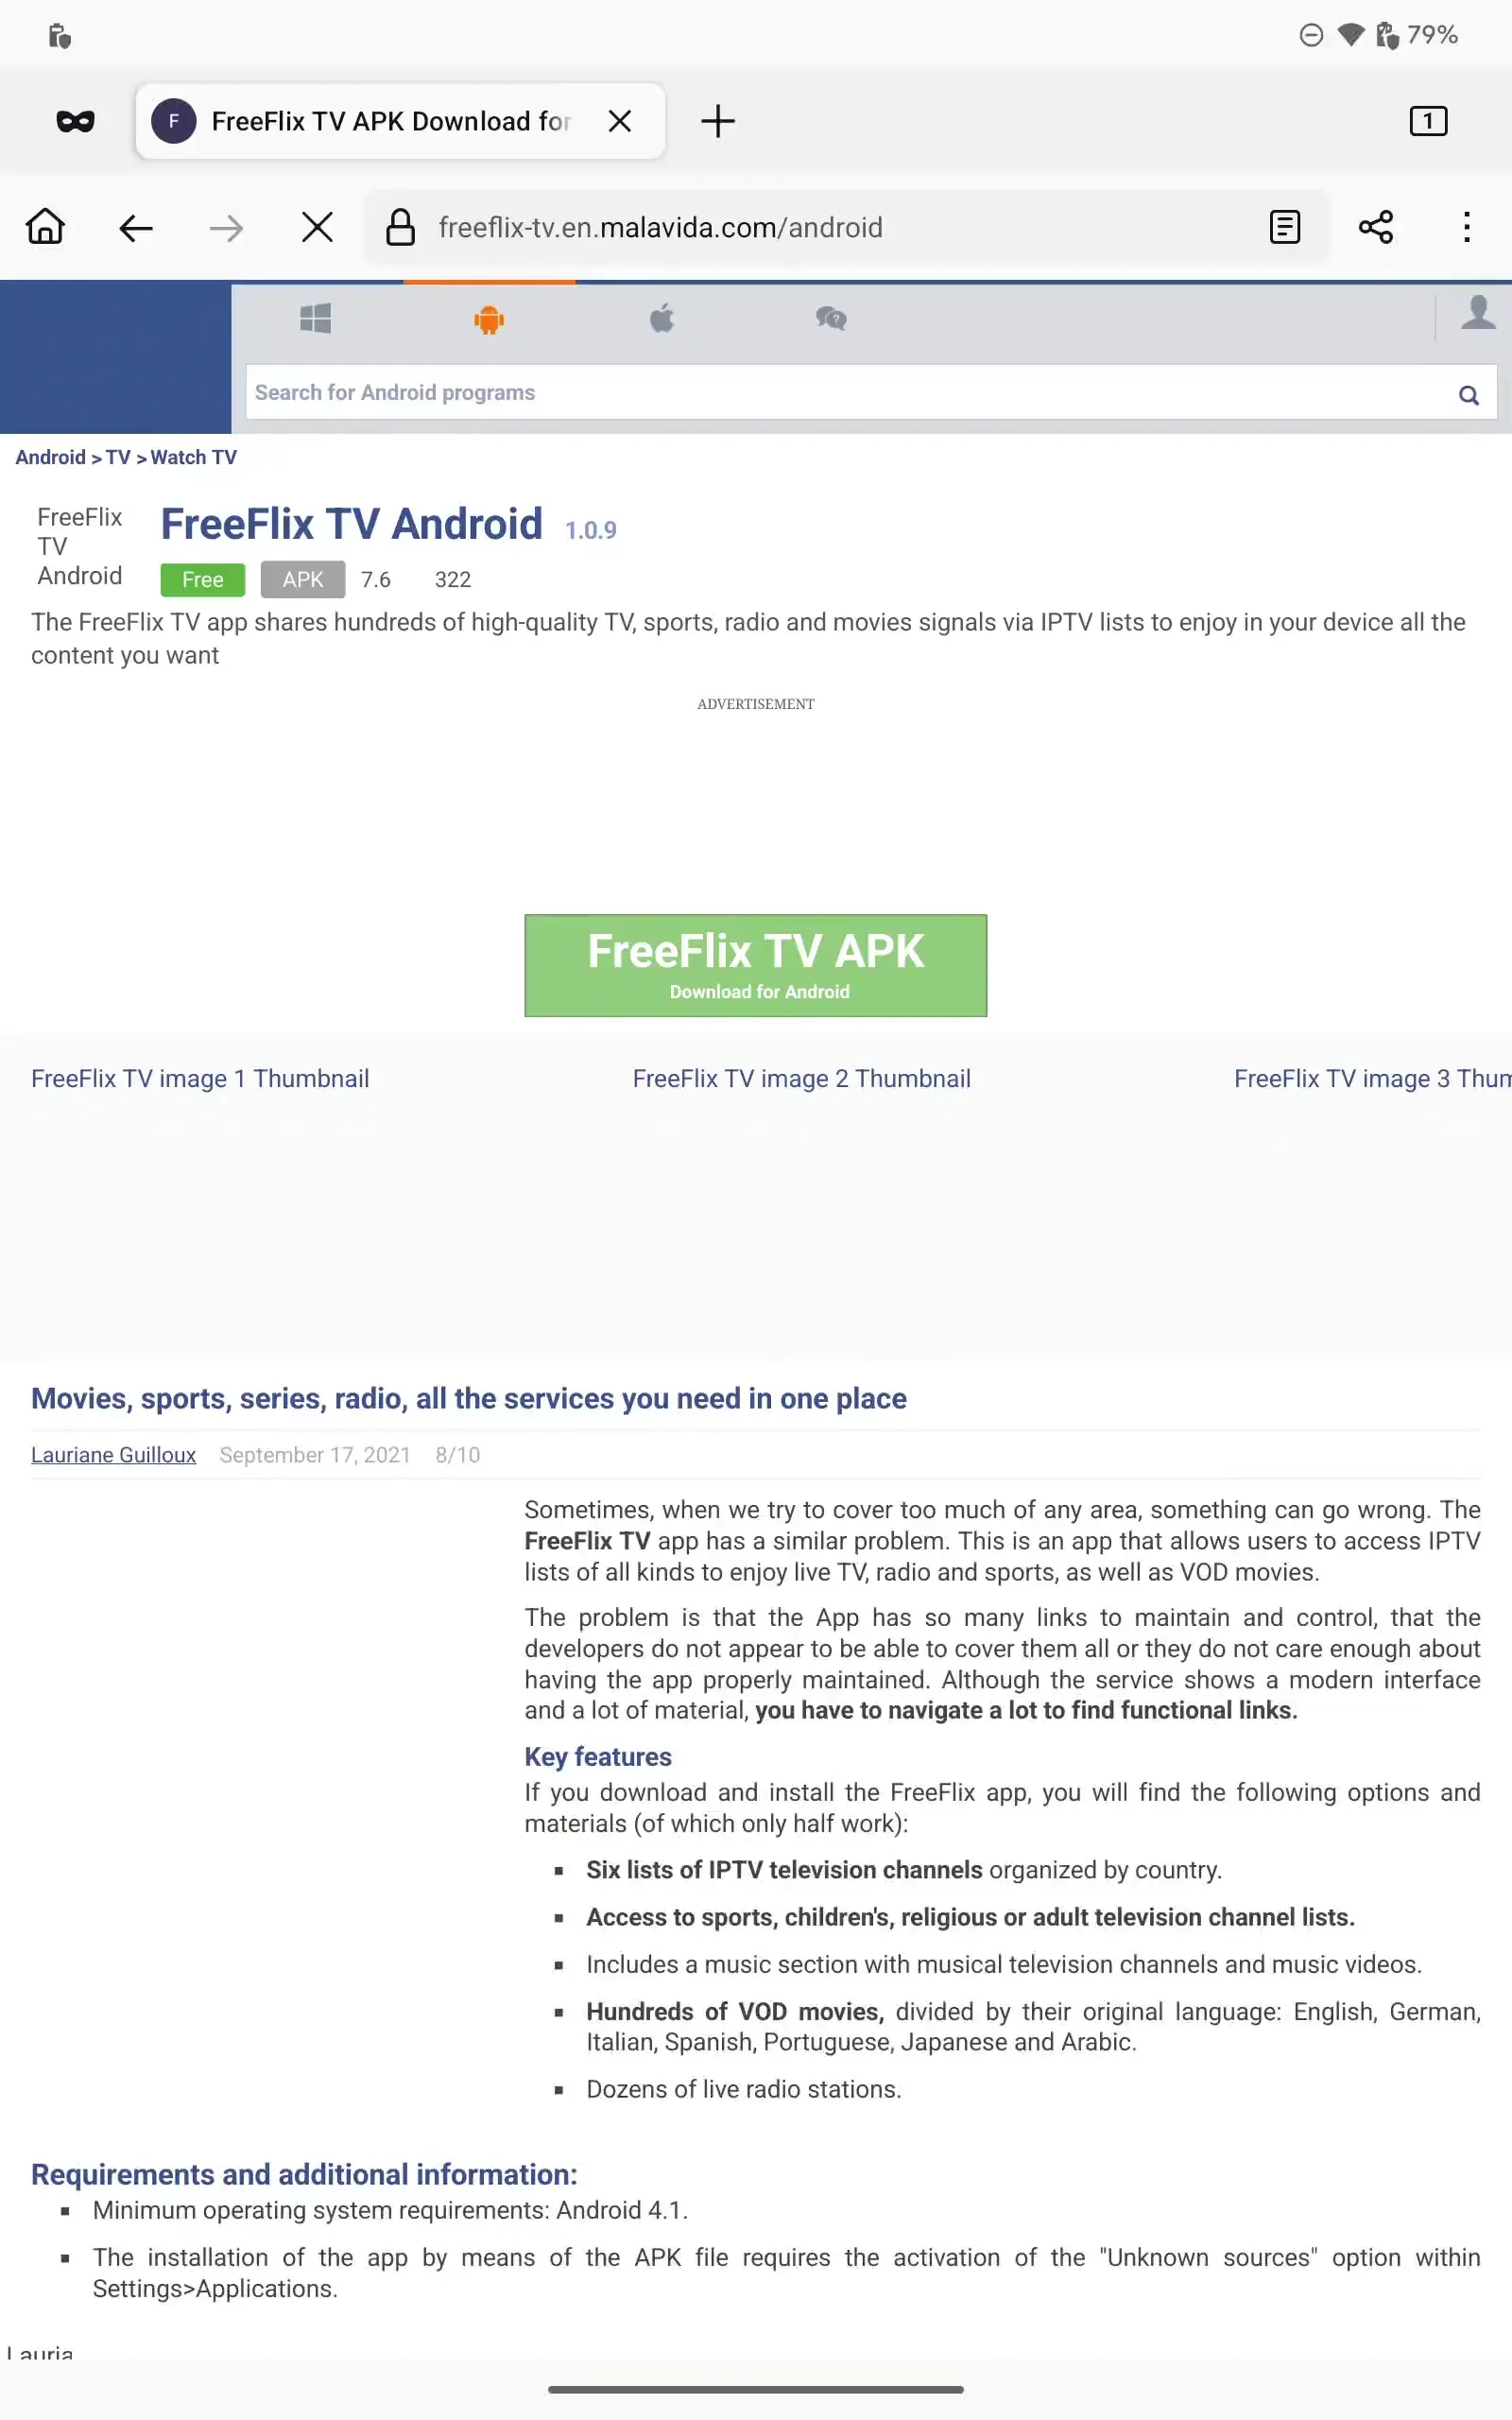 79%
F FreeFlix TV APK Download for
1
freeflix-tv.en.malavida.com/android
Search for Android programs
Android > TV > Watch TV
FreeFlix
TV
Android
FreeFlix TV Android 1.0.9
Free APK 7.6 322
The FreeFlix TV app shares hundreds of high-quality TV, sports, radio and movies signals via IPTV lists to enjoy in your device all the
content you want
ADVERTISEMENT
FreeFlix TV APK
Download for Android
FreeFlix TV image 1 Thumbnail FreeFlix TV image 2 Thumbnail FreeFlix TV image 3 Thum
Movies, sports, series, radio, all the services you need in one place
Lauriane Guilloux September 17, 2021 8/10
Sometimes, when we try to cover too much of any area, something can go wrong. The
FreeFlix TV app has a similar problem. This is an app that allows users to access IPTV
lists of all kinds to enjoy live TV, radio and sports, as well as VOD movies.
The problem is that the App has so many links to maintain and control, that the
developers do not appear to be able to cover them all or they do not care enough about
having the app properly maintained. Although the service shows a modern interface
and a lot of material, you have to navigate a lot to find functional links.
Key features
If you download and install the FreeFlix app, you will find the following options and
materials (of which only half work):
▪ Six lists of IPTV television channels organized by country.
▪ Access to sports, children's, religious or adult television channel lists.
▪ Includes a music section with musical television channels and music videos.
▪ Hundreds of VOD movies, divided by their original language: English, German,
Italian, Spanish, Portuguese, Japanese and Arabic.
▪ Dozens of live radio stations.
Requirements and additional information:
▪ Minimum operating system requirements: Android 4.1.
▪ The installation of the app by means of the APK file requires the activation of the "Unknown sources" option within
Settings>Applications.
Lauria